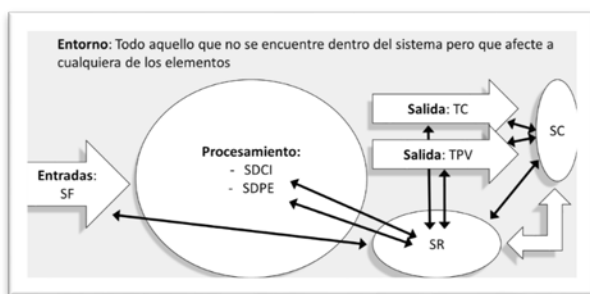 Entorno: Todo aquello que no se encuentre dentro del sistema pero que afecte a
cualquiera de los elementos
Salida: TC
SC
Procesamiento:
- SDCI
- SDPE
Salida: TPV
Entradas:
SF
SR